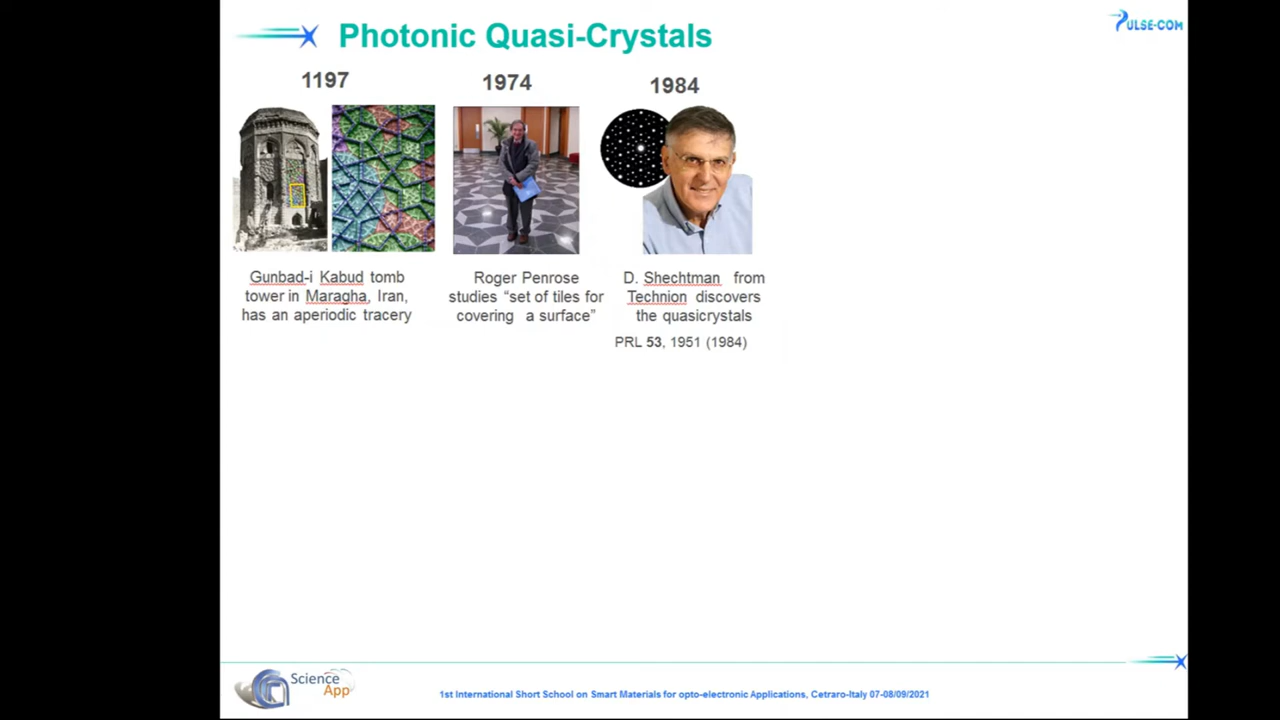 Photonic Quasi-Crystals
PULSE-COM
1197
1974
1984
Gunbad-i Kabud tomb
tower in Maragha, Iran,
has an aperiodic tracery
Roger Penrose
studies “set of tiles for
covering a surface”
D. Shechtman from
Technion discovers
the quasicrystals
PRL 53, 1951 (1984)
Science
App
1st International Short School on Smart Materials for opto-electronic Applications, Cetraro-Italy 07-08/09/2021